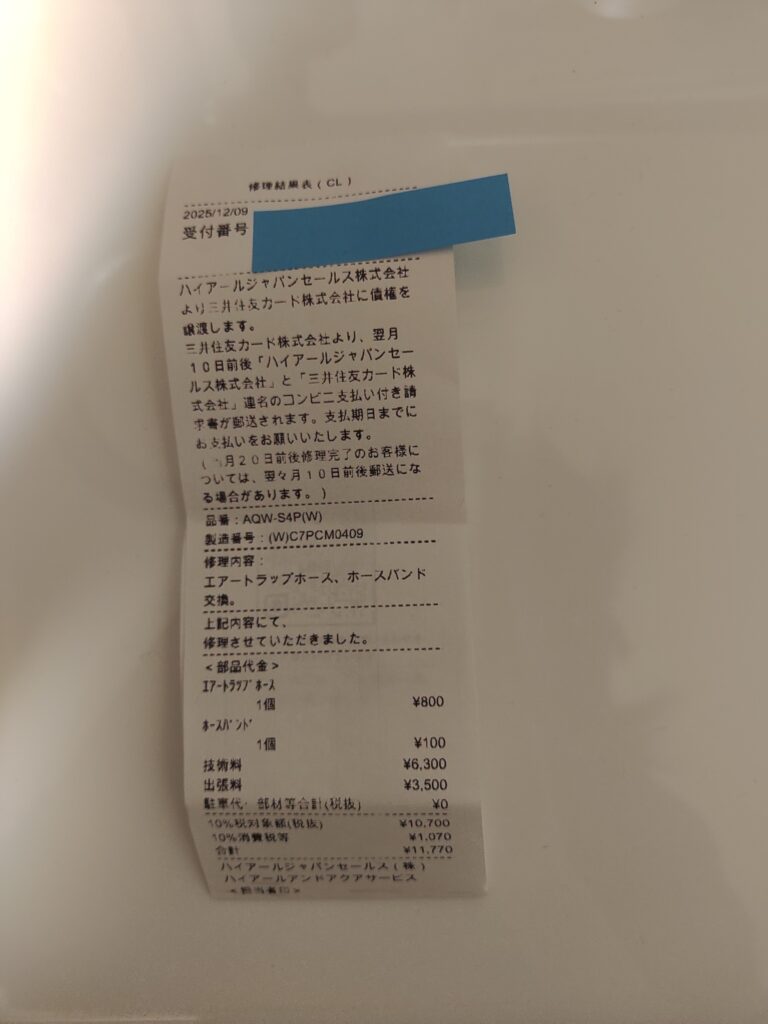 修理結果表(CL)
2025/12/09
受付番号
ハイアールジャパンセールス株式会社
より三井住友カード株式会社に債権を
譲渡します。
三井住友カード株式会社より、翌月
10日前後「ハイアールジャパンセー
ルス株式会社」と「三井住友カード株
式会社」連名のコンビニ支払い付き請
求書が郵送されます。支払期日までに
お支払いをお願いいたします。
(当月20日前後修理完了のお客様に
ついては、翌々月10日前後郵送にな
る場合があります。)
品番:AQW-S4P(W)
製造番号:(W)C7PCM0409
修理内容:
エアートラップホース、ホースバンド
交換。
上記内容にて、
修理させていただきました。
<部品代金>
エアートラップホース
1個 ¥800
ホースバンド
1個 ¥100
技術料 ¥6,300
出張料 ¥3,500
駐車代・部材等合計(税抜) ¥0
10%税対象額(税抜) ¥10,700
10%消費税等 ¥1,070
合計 ¥11,770
ハイアールジャパンセールス(株)
ハイアールアンドアクアサービス
<担当者印>